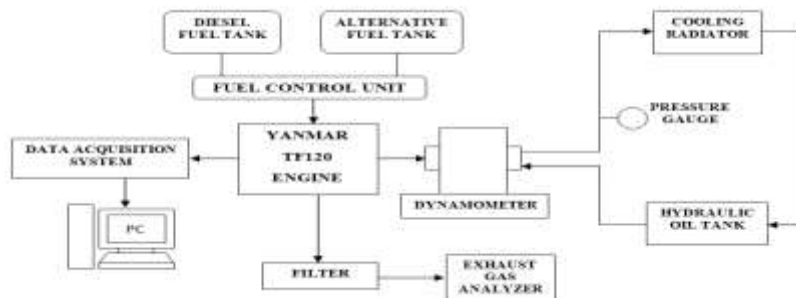 DIESEL
FUEL TANK
ALTERNATIVE
FUEL TANK
COOLING
RADIATOR
FUEL CONTROL UNIT
PRESSURE
GAUGE
YANMAR
TF120
ENGINE
DATA ACQUISITION
SYSTEM
DYNAMOMETER
HYDRAULIC
OIL TANK
PC
FILTER
EXHAUST
GAS
ANALYZER